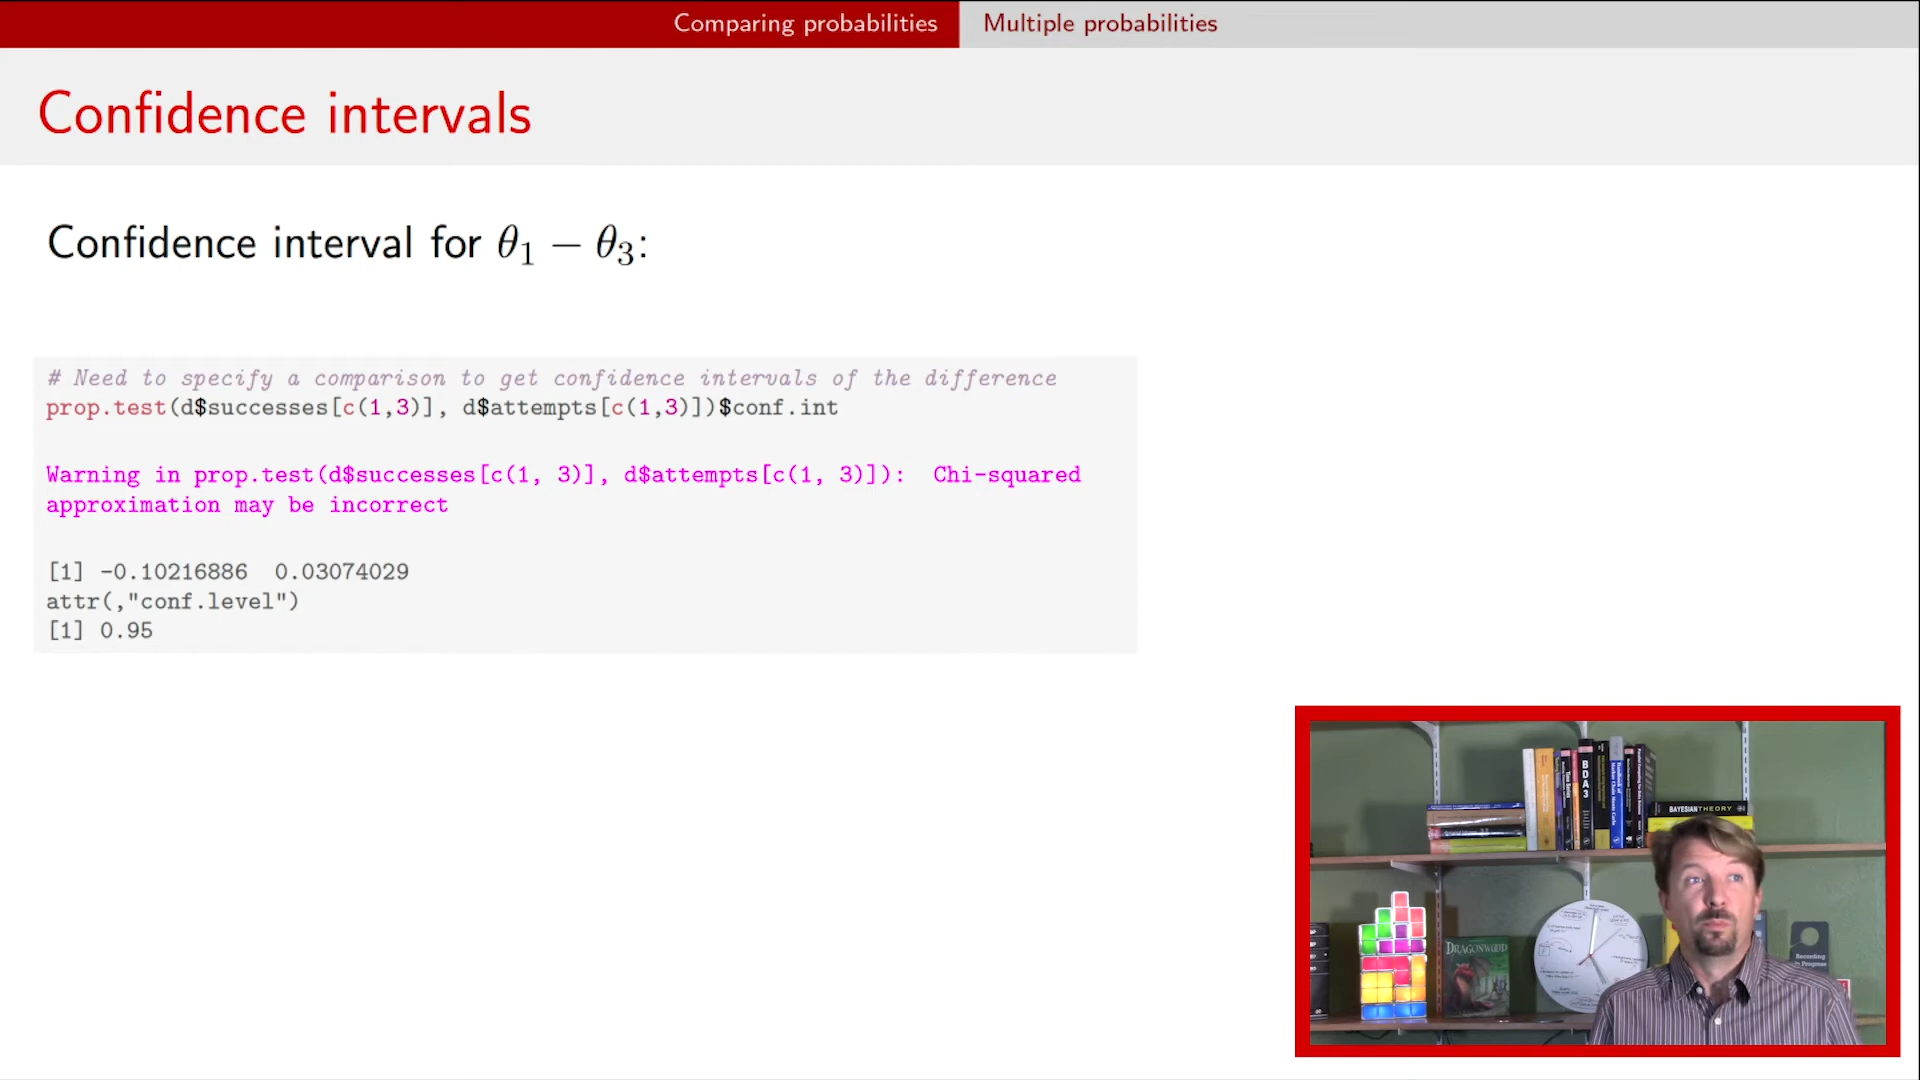 Comparing probabilities
Multiple probabilities
Confidence intervals
Confidence interval for θ₁ − θ₃:
# Need to specify a comparison to get confidence intervals of the difference
prop.test(d$successes[c(1,3)], d$attempts[c(1,3)])$conf.int
Warning in prop.test(d$successes[c(1, 3)], d$attempts[c(1, 3)]): Chi-squared
approximation may be incorrect
[1] -0.10216886 0.03074029
attr(,"conf.level")
[1] 0.95
BDA3
BAYESIAN THEORY
DRAGONWOOD
Recording
In Progress